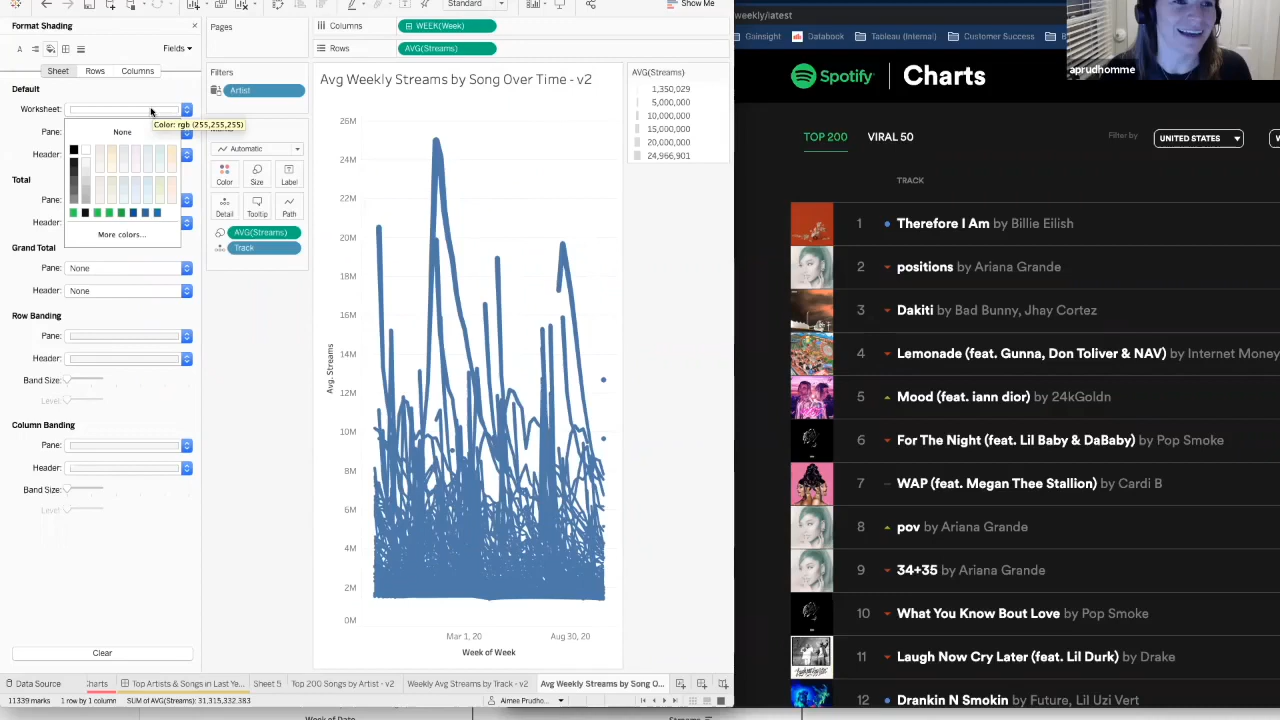 Standard
Show Me
Format Shading
Fields
Sheet
Rows
Columns
Default
Worksheet:
Color: rgb (255,255,255)
Pane:
None
Header:
Total
Pane:
Header:
More colors...
Grand Total
Pane:
None
Header:
None
Row Banding
Pane:
Header:
Band Size:
Level:
Column Banding
Pane:
Header:
Band Size:
Level:
Clear
Pages
Filters
Artist
Automatic
Color
Size
Label
Detail
Tooltip
Path
AVG(Streams)
Track
Columns
WEEK(Week)
Rows
AVG(Streams)
Avg Weekly Streams by Song Over Time - v2
26M
24M
22M
20M
18M
16M
14M
12M
10M
8M
6M
4M
2M
0M
Avg. Streams
Mar 1, 20
Aug 30, 20
Week of Week
AVG(Streams)
1,350,029
5,000,000
10,000,000
15,000,000
20,000,000
24,966,901
Data Source
Top Artists & Songs in Last Ye...
Sheet 5
Top 200 Songs by Artist v2
Weekly Avg Streams by Track - v2
Avg Weekly Streams by Song O...
11339 marks
1 row by 1 column
SUM of AVG(Streams): 31,315,332,383
Aimee Prudho...
Week of Date
Streams
weekly/latest
Gainsight
Databook
Tableau (Internal)
Customer Success
aprudhomme
Spotify
Charts
TOP 200
VIRAL 50
Filter by
UNITED STATES
TRACK
1 Therefore I Am by Billie Eilish
2 positions by Ariana Grande
3 Dakiti by Bad Bunny, Jhay Cortez
4 Lemonade (feat. Gunna, Don Toliver & NAV) by Internet Money
5 Mood (feat. iann dior) by 24kGoldn
6 For The Night (feat. Lil Baby & DaBaby) by Pop Smoke
7 WAP (feat. Megan Thee Stallion) by Cardi B
8 pov by Ariana Grande
9 34+35 by Ariana Grande
10 What You Know Bout Love by Pop Smoke
11 Laugh Now Cry Later (feat. Lil Durk) by Drake
12 Drankin N Smokin by Future, Lil Uzi Vert